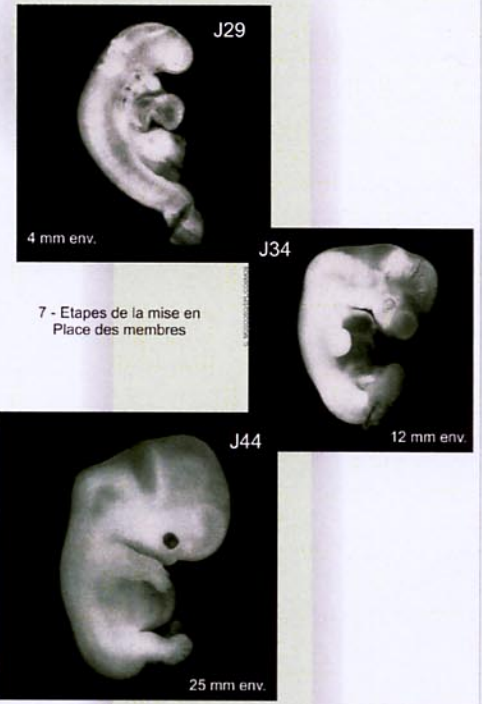 J29
4 mm env.
J34
7 - Etapes de la mise en
Place des membres
12 mm env.
J44
25 mm env.